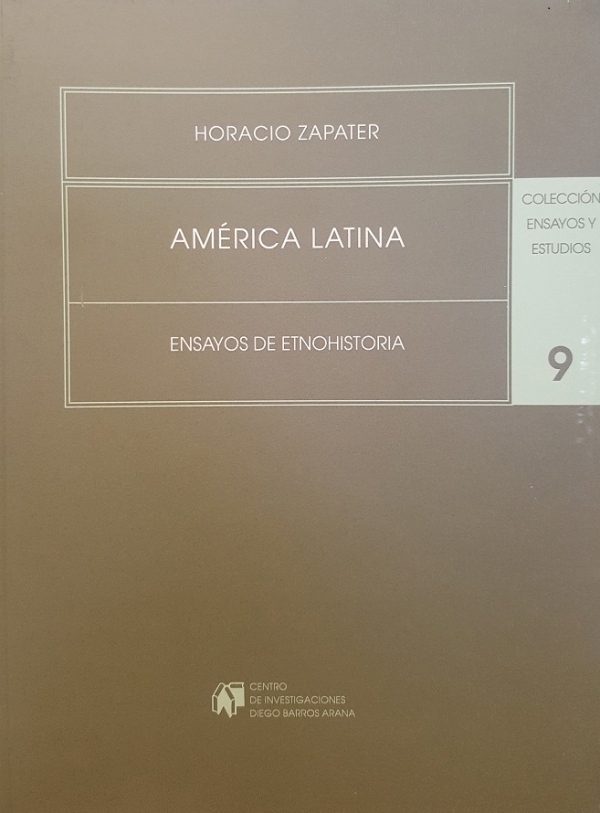 HORACIO ZAPATER
AMÉRICA LATINA
ENSAYOS DE ETNOHISTORIA
COLECCIÓN
ENSAYOS Y
ESTUDIOS
9
CENTRO
DE INVESTIGACIONES
DIEGO BARROS ARANA